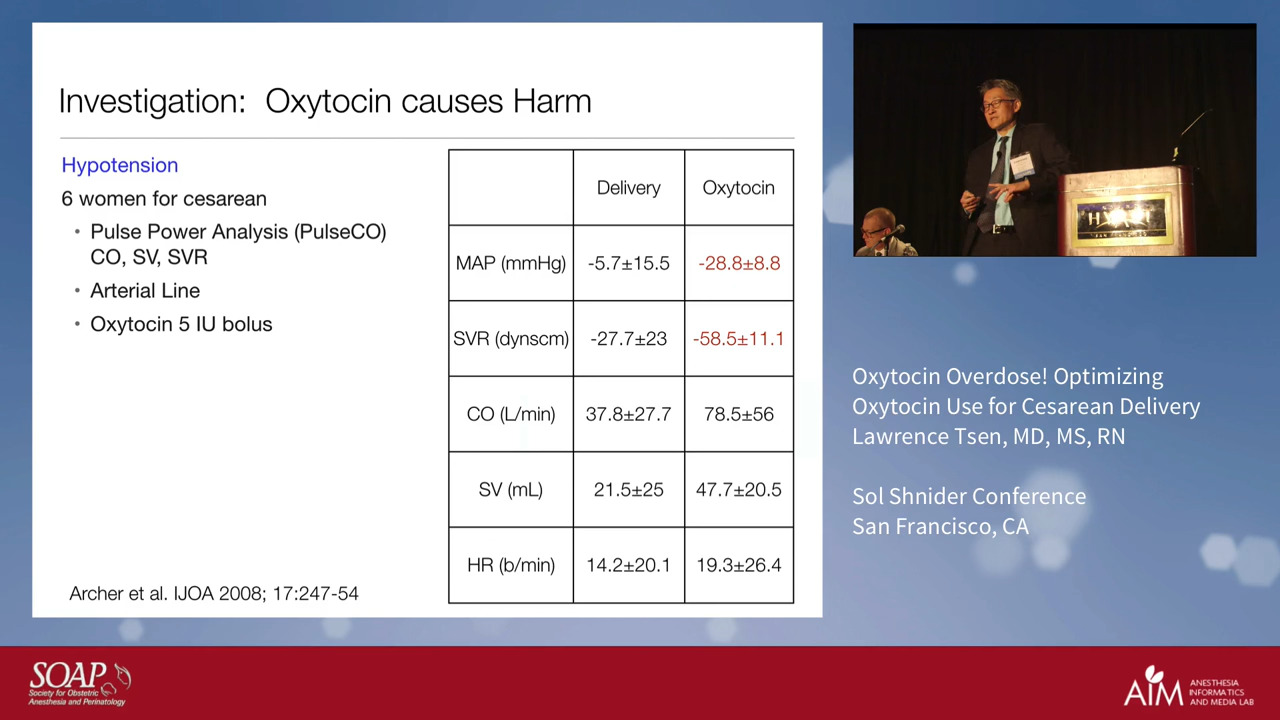 Investigation: Oxytocin causes Harm
Hypotension
6 women for cesarean
• Pulse Power Analysis (PulseCO)
CO, SV, SVR
• Arterial Line
• Oxytocin 5 IU bolus
Delivery Oxytocin
MAP (mmHg) -5.7±15.5 -28.8±8.8
SVR (dynscm) -27.7±23 -58.5±11.1
CO (L/min) 37.8±27.7 78.5±56
SV (mL) 21.5±25 47.7±20.5
HR (b/min) 14.2±20.1 19.3±26.4
Archer et al. IJOA 2008; 17:247-54
HYATT
SAN FRANCISCO
Oxytocin Overdose! Optimizing
Oxytocin Use for Cesarean Delivery
Lawrence Tsen, MD, MS, RN
Sol Shnider Conference
San Francisco, CA
SOAP
Society for Obstetric
Anesthesia and Perinatology
AIM
ANESTHESIA
INFORMATICS
AND MEDIA LAB